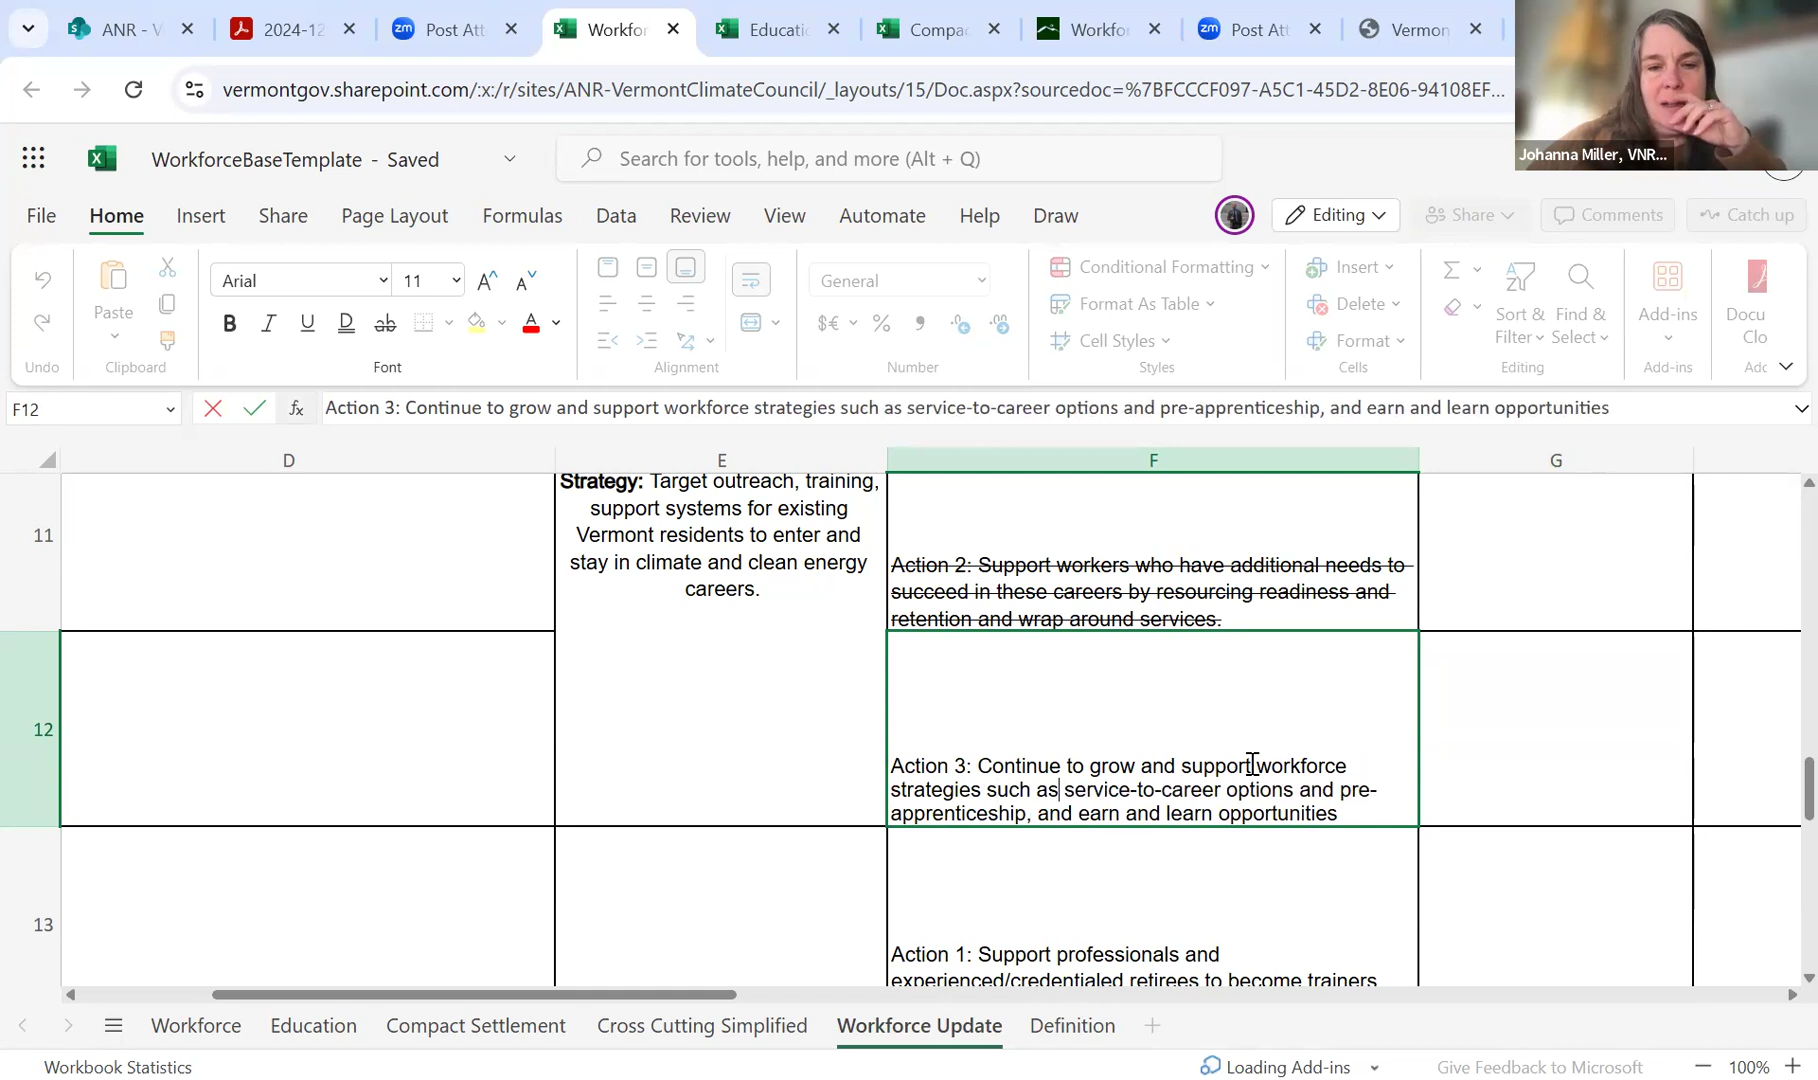 ANR - V
2024-12
Post Att
Workfor
Educatio
Compac
Workfor
Post Att
Vermon
vermontgov.sharepoint.com/:x:/r/sites/ANR-VermontClimateCouncil/_layouts/15/Doc.aspx?sourcedoc=%7BFCCCF097-A5C1-45D2-8E06-94108EF...
Johanna Miller, VNR...
WorkforceBaseTemplate - Saved
Search for tools, help, and more (Alt + Q)
File Home Insert Share Page Layout Formulas Data Review View Automate Help Draw
Editing Share Comments Catch up
Paste
Arial 11
General
Conditional Formatting
Format As Table
Cell Styles
Insert
Delete
Format
Sort & Filter
Find & Select
Add-ins
Docu
Clo
Undo Clipboard Font Alignment Number Styles Cells Editing Add-ins Adc
F12
fx
Action 3: Continue to grow and support workforce strategies such as service-to-career options and pre-apprenticeship, and earn and learn opportunities
D E F G
11
Strategy: Target outreach, training,
support systems for existing
Vermont residents to enter and
stay in climate and clean energy
careers.
Action 2: Support workers who have additional needs to
succeed in these careers by resourcing readiness and
retention and wrap around services.
12
Action 3: Continue to grow and support workforce
strategies such as service-to-career options and pre-
apprenticeship, and earn and learn opportunities
13
Action 1: Support professionals and
experienced/credentialed retirees to become trainers
Workforce Education Compact Settlement Cross Cutting Simplified Workforce Update Definition
Workbook Statistics
Loading Add-ins
Give Feedback to Microsoft
100%